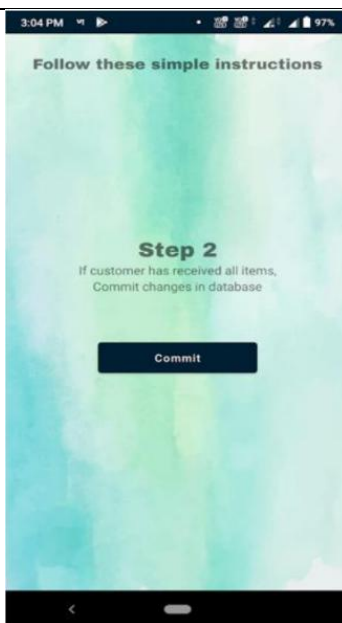 3:04 PM 97%
Follow these simple instructions
Step 2
If customer has received all items,
Commit changes in database
Commit